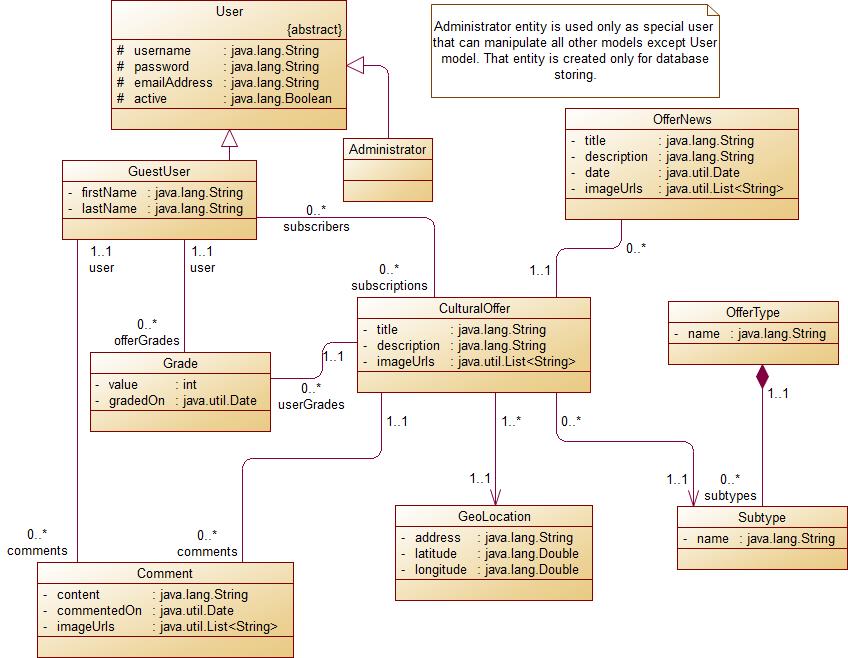 User
{abstract}
# username : java.lang.String
# password : java.lang.String
# emailAddress : java.lang.String
# active : java.lang.Boolean
Administrator entity is used only as special user
that can manipulate all other models except User
model. That entity is created only for database
storing.
Administrator
OfferNews
- title : java.lang.String
- description : java.lang.String
- date : java.util.Date
- imageUrls : java.util.List<String>
GuestUser
- firstName : java.lang.String
- lastName : java.lang.String
0..*
subscribers
1..1
user
1..1
user
0..*
1..1
0..*
subscriptions
CulturalOffer
- title : java.lang.String
- description : java.lang.String
- imageUrls : java.util.List<String>
OfferType
- name : java.lang.String
0..*
offerGrades
Grade
- value : int
- gradedOn : java.util.Date
1..1
0..*
userGrades
1..1
1..1
1..*
0..*
1..1
1..1
0..*
subtypes
GeoLocation
- address : java.lang.String
- latitude : java.lang.Double
- longitude : java.lang.Double
Subtype
- name : java.lang.String
0..*
comments
0..*
comments
Comment
- content : java.lang.String
- commentedOn : java.util.Date
- imageUrls : java.util.List<String>